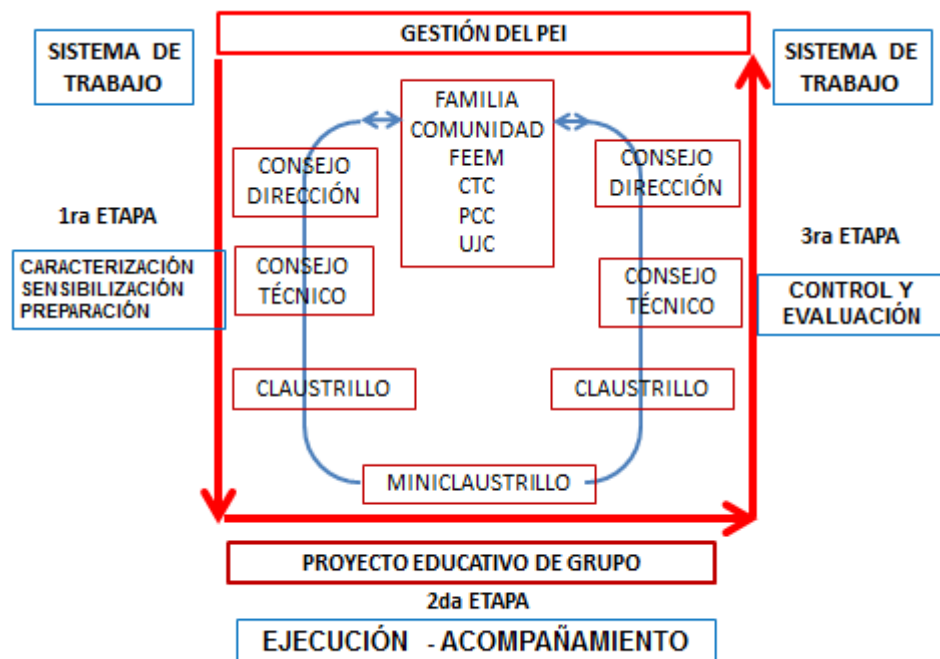 GESTIÓN DEL PEI
SISTEMA DE
TRABAJO
SISTEMA DE
TRABAJO
FAMILIA
COMUNIDAD
FEEM
CTC
PCC
UJC
CONSEJO
DIRECCIÓN
CONSEJO
DIRECCIÓN
1ra ETAPA
CARACTERIZACIÓN
SENSIBILIZACIÓN
PREPARACIÓN
CONSEJO
TÉCNICO
CONSEJO
TÉCNICO
3ra ETAPA
CONTROL Y
EVALUACIÓN
CLAUSTRILLO
CLAUSTRILLO
MINICLAUSTRILLO
PROYECTO EDUCATIVO DE GRUPO
2da ETAPA
EJECUCIÓN - ACOMPAÑAMIENTO